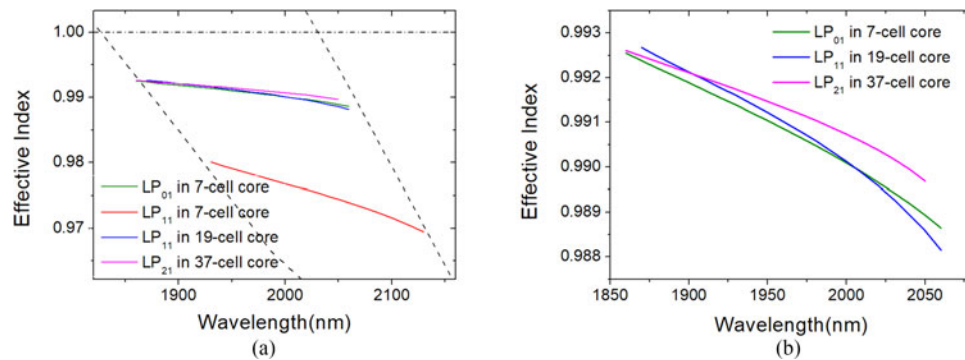 1.00
0.99
0.98
0.97
Effective Index
LP01 in 7-cell core
LP11 in 7-cell core
LP11 in 19-cell core
LP21 in 37-cell core
1900
2000
2100
Wavelength(nm)
(a)
0.993
0.992
0.991
0.990
0.989
0.988
Effective Index
LP01 in 7-cell core
LP11 in 19-cell core
LP21 in 37-cell core
1850
1900
1950
2000
2050
Wavelength(nm)
(b)